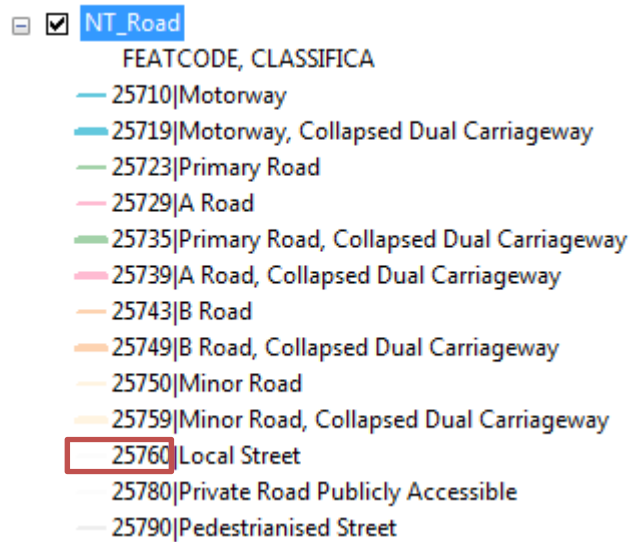 NT_Road
FEATCODE, CLASSIFICA
25710|Motorway
25719|Motorway, Collapsed Dual Carriageway
25723|Primary Road
25729|A Road
25735|Primary Road, Collapsed Dual Carriageway
25739|A Road, Collapsed Dual Carriageway
25743|B Road
25749|B Road, Collapsed Dual Carriageway
25750|Minor Road
25759|Minor Road, Collapsed Dual Carriageway
25760|Local Street
25780|Private Road Publicly Accessible
25790|Pedestrianised Street